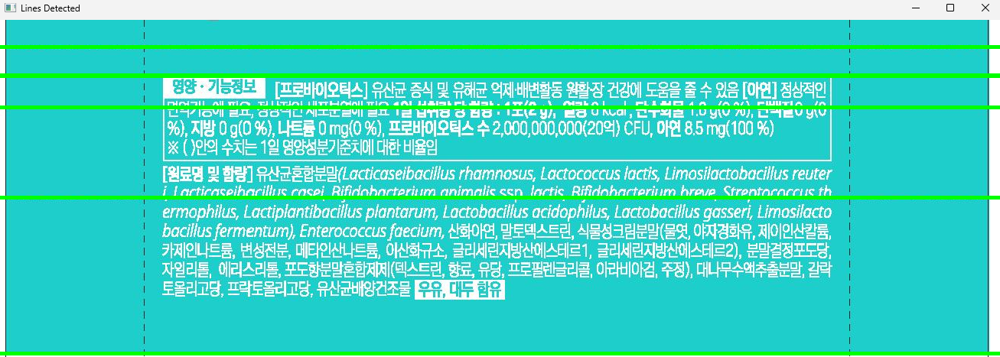 Lines Detected
영양·기능정보 [프로바이오틱스] 유산균 증식 및 유해균 억제·배변활동 원활·장 건강에 도움을 줄 수 있음 [아연] 정상적인
면역기능에 필요, 정상적인 세포분열에 필요 1일 섭취량 당 함량 : 1포(2 g), 열량 8 kcal, 탄수화물 1.8 g(0 %), 단백질 0 g(0
%), 지방 0 g(0 %), 나트륨 0 mg(0 %), 프로바이오틱스 수 2,000,000,000(20억) CFU, 아연 8.5 mg(100 %)
※ ( )안의 수치는 1일 영양성분기준치에 대한 비율임
[원료명 및 함량] 유산균혼합분말(Lacticaseibacillus rhamnosus, Lactococcus lactis, Limosilactobacillus reuter
i, Lacticaseibacillus casei, Bifidobacterium animalis ssp. lactis, Bifidobacterium breve, Streptococcus th
ermophilus, Lactiplantibacillus plantarum, Lactobacillus acidophilus, Lactobacillus gasseri, Limosilacto
bacillus fermentum), Enterococcus faecium, 산화아연, 말토덱스트린, 식물성크림분말(물엿, 야자경화유, 제이인산칼륨,
카제인나트륨, 변성전분, 메타인산나트륨, 이산화규소, 글리세린지방산에스테르1, 글리세린지방산에스테르2), 분말결정포도당,
자일리톨, 에리스리톨, 포도향분말혼합제제(덱스트린, 향료, 유당, 프로필렌글리콜, 아라비아검, 주정), 대나무수액추출분말, 갈락
토올리고당, 프락토올리고당, 유산균배양건조물 우유, 대두 함유